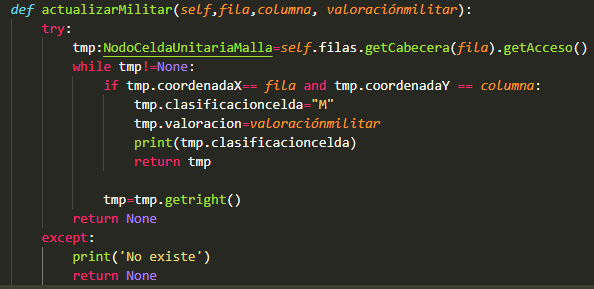 def actualizarMilitar(self,fila,columna, valoraciónmilitar):
    try:
        tmp:NodoCeldaUnitariaMalla=self.filas.getCabecera(fila).getAcceso()
        while tmp!=None:
            if tmp.coordenadaX== fila and tmp.coordenadaY == columna:
                tmp.clasificacioncelda="M"
                tmp.valoracion=valoraciónmilitar
                print(tmp.clasificacioncelda)
                return tmp

            tmp=tmp.getright()
        return None
    except:
        print('No existe')
        return None